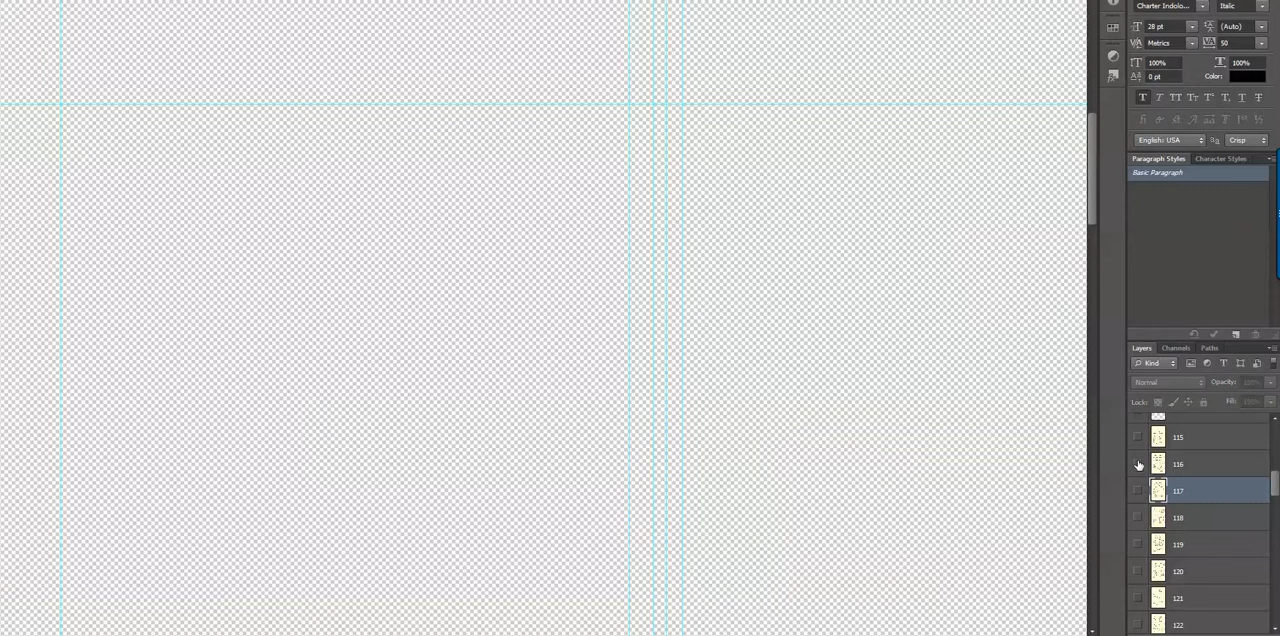 Charter Indolo... Italic
28 pt (Auto)
Metrics 50
100% 100%
0 pt Color:
English: USA Crisp
Paragraph Styles Character Styles
Basic Paragraph
Layers Channels Paths
Kind
Normal Opacity: 100%
Lock: Fill: 100%
115
116
117
118
119
120
121
122